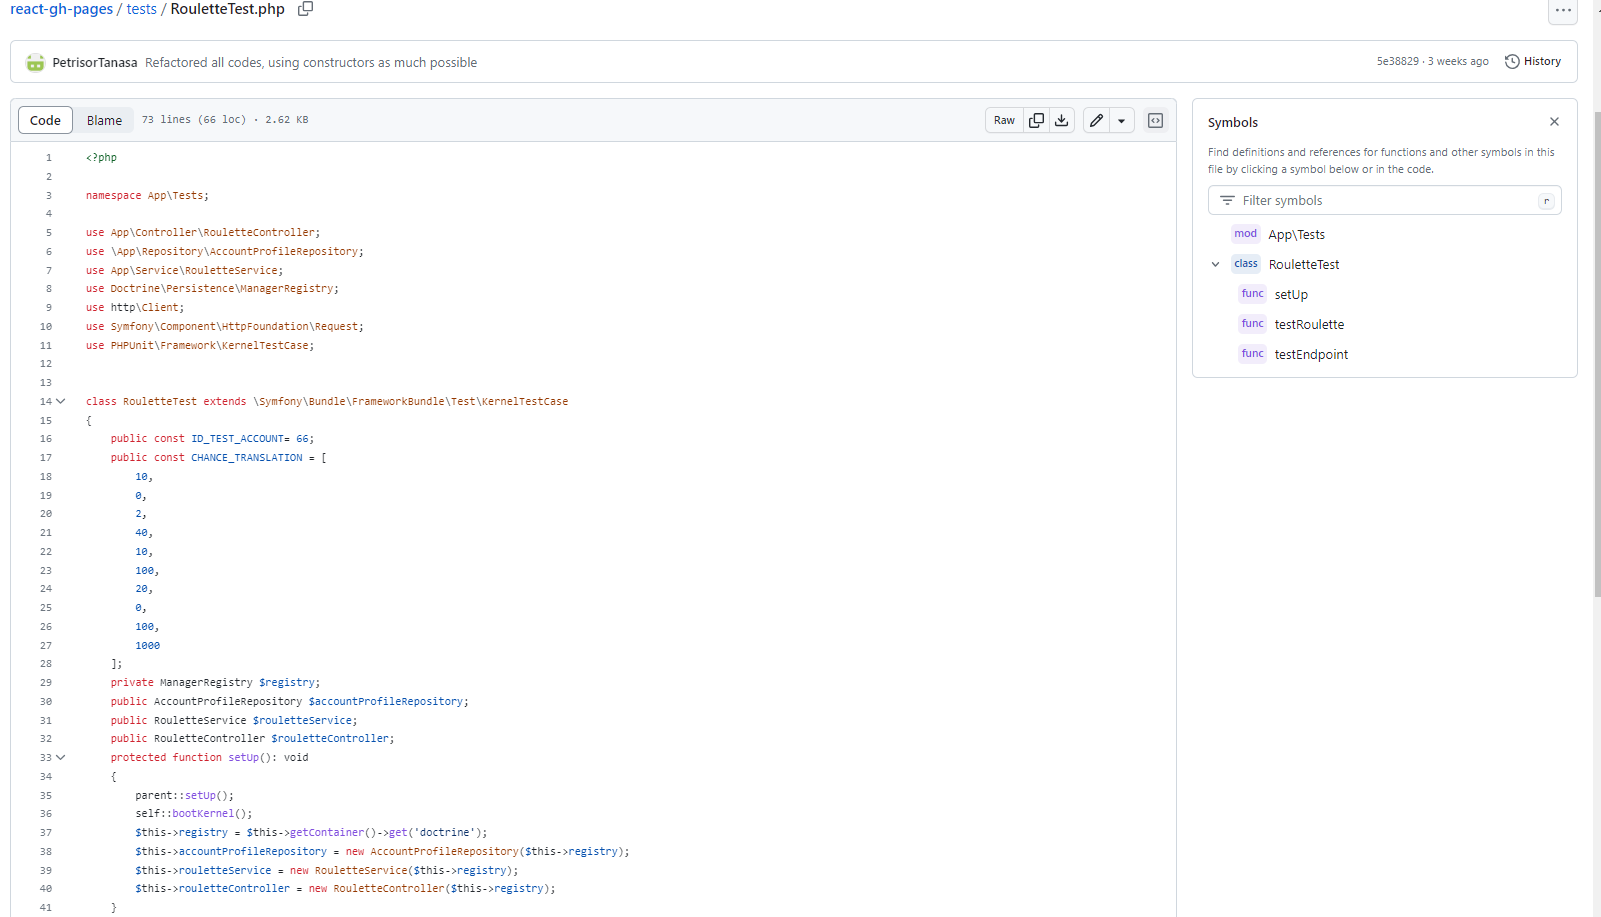 react-gh-pages / tests / RouletteTest.php
PetrisorTanasa Refactored all codes, using constructors as much possible
5e38829 · 3 weeks ago History
Code Blame 73 lines (66 loc) · 2.62 KB
Raw
1 <?php
2
3 namespace App\Tests;
4
5 use App\Controller\RouletteController;
6 use \App\Repository\AccountProfileRepository;
7 use App\Service\RouletteService;
8 use Doctrine\Persistence\ManagerRegistry;
9 use http\Client;
10 use Symfony\Component\HttpFoundation\Request;
11 use PHPUnit\Framework\KernelTestCase;
12
13
14 class RouletteTest extends \Symfony\Bundle\FrameworkBundle\Test\KernelTestCase
15 {
16 public const ID_TEST_ACCOUNT= 66;
17 public const CHANCE_TRANSLATION = [
18 10,
19 0,
20 2,
21 40,
22 10,
23 100,
24 20,
25 0,
26 100,
27 1000
28 ];
29 private ManagerRegistry $registry;
30 public AccountProfileRepository $accountProfileRepository;
31 public RouletteService $rouletteService;
32 public RouletteController $rouletteController;
33 protected function setUp(): void
34 {
35 parent::setUp();
36 self::bootKernel();
37 $this->registry = $this->getContainer()->get('doctrine');
38 $this->accountProfileRepository = new AccountProfileRepository($this->registry);
39 $this->rouletteService = new RouletteService($this->registry);
40 $this->rouletteController = new RouletteController($this->registry);
41 }
Symbols
Find definitions and references for functions and other symbols in this
file by clicking a symbol below or in the code.
Filter symbols r
mod App\Tests
class RouletteTest
func setUp
func testRoulette
func testEndpoint